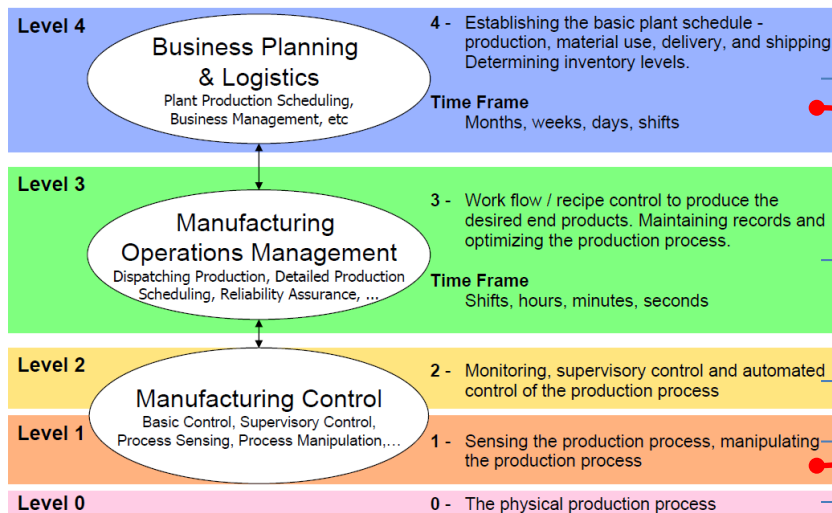 Level 4
Business Planning
& Logistics
Plant Production Scheduling,
Business Management, etc
4 - Establishing the basic plant schedule -
production, material use, delivery, and shipping
Determining inventory levels.
Time Frame
Months, weeks, days, shifts
Level 3
Manufacturing
Operations Management
Dispatching Production, Detailed Production
Scheduling, Reliability Assurance, ...
3 - Work flow / recipe control to produce the
desired end products. Maintaining records and
optimizing the production process.
Time Frame
Shifts, hours, minutes, seconds
Level 2
Manufacturing Control
Basic Control, Supervisory Control,
Process Sensing, Process Manipulation,...
2 - Monitoring, supervisory control and automated
control of the production process
Level 1
1 - Sensing the production process, manipulating
the production process
Level 0
0 - The physical production process